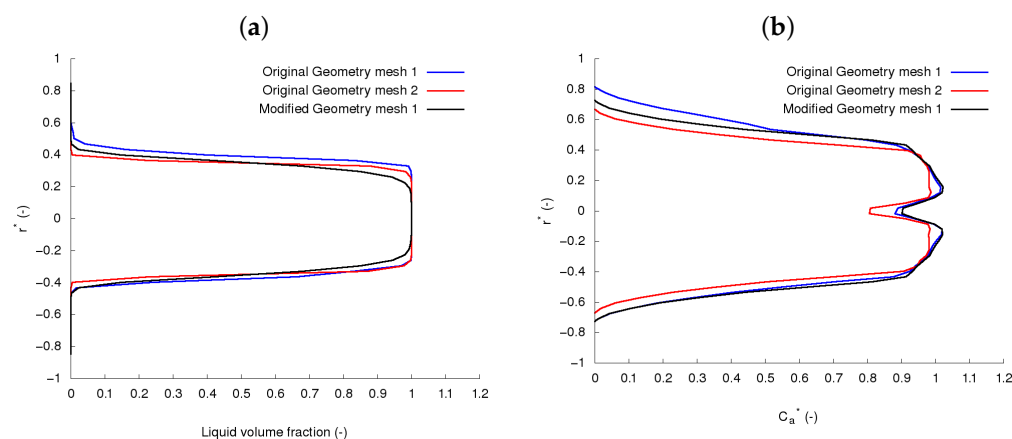 (a)
Original Geometry mesh 1
Original Geometry mesh 2
Modified Geometry mesh 1
1
0.8
0.6
0.4
0.2
0
−0.2
−0.4
−0.6
−0.8
−1
r* (-)
0 0.1 0.2 0.3 0.4 0.5 0.6 0.7 0.8 0.9 1 1.1 1.2
Liquid volume fraction (-)
(b)
Original Geometry mesh 1
Original Geometry mesh 2
Modified Geometry mesh 1
1
0.8
0.6
0.4
0.2
0
−0.2
−0.4
−0.6
−0.8
−1
r* (-)
0 0.1 0.2 0.3 0.4 0.5 0.6 0.7 0.8 0.9 1 1.1 1.2
Ca* (-)